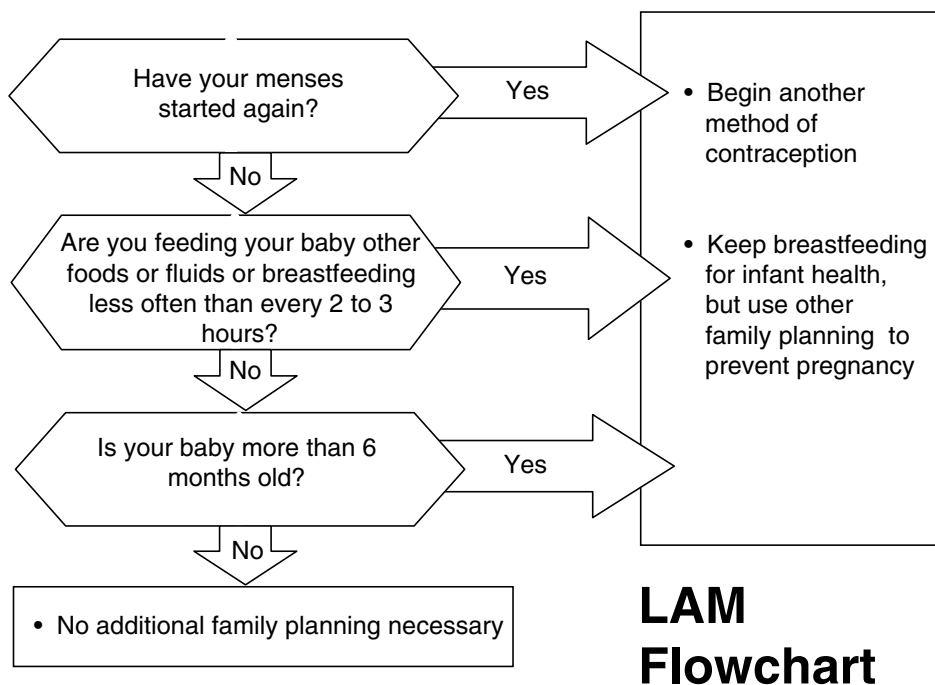 Have your menses
started again?
Yes
No
Are you feeding your baby other
foods or fluids or breastfeeding
less often than every 2 to 3
hours?
Yes
No
Is your baby more than 6
months old?
Yes
No
• No additional family planning necessary
• Begin another
method of
contraception
• Keep breastfeeding
for infant health,
but use other
family planning to
prevent pregnancy
LAM
Flowchart